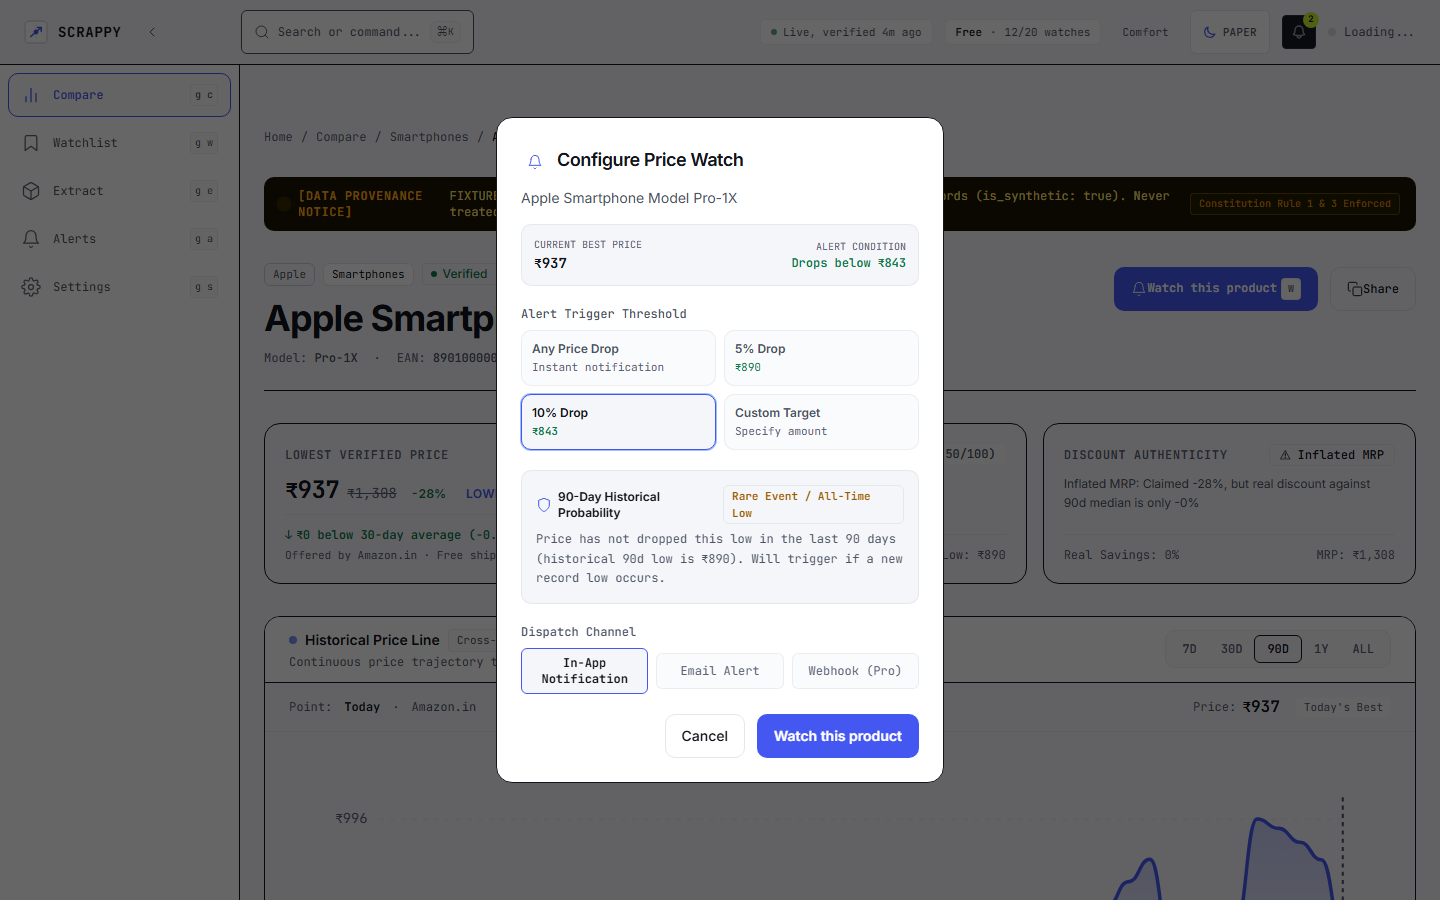 SCRAPPY
Search or command... ⌘K
Live, verified 4m ago
Free · 12/20 watches
Comfort
PAPER
2
Loading...
Compare g c
Watchlist g w
Extract g e
Alerts g a
Settings g s
Home / Compare / Smartphones /
[DATA PROVENANCE NOTICE]
FIXTURE
treated
(is_synthetic: true). Never
Constitution Rule 1 & 3 Enforced
Apple
Smartphones
Verified
Watch this product W
Share
Apple Smartp
Model: Pro-1X · EAN: 890100000
LOWEST VERIFIED PRICE
₹937 ₹1,308 -28% LOW
↓ ₹0 below 30-day average (-0.
Offered by Amazon.in · Free ship
50/100)
Low: ₹890
DISCOUNT AUTHENTICITY
Inflated MRP
Inflated MRP: Claimed -28%, but real discount against
90d median is only -0%
Real Savings: 0%
MRP: ₹1,308
Historical Price Line
Cross-
Continuous price trajectory
7D 30D 90D 1Y ALL
Point: Today · Amazon.in
Price: ₹937
Today's Best
₹996
Configure Price Watch
Apple Smartphone Model Pro-1X
CURRENT BEST PRICE
₹937
ALERT CONDITION
Drops below ₹843
Alert Trigger Threshold
Any Price Drop
Instant notification
5% Drop
₹890
10% Drop
₹843
Custom Target
Specify amount
90-Day Historical
Probability
Rare Event / All-Time
Low
Price has not dropped this low in the last 90 days
(historical 90d low is ₹890). Will trigger if a new
record low occurs.
Dispatch Channel
In-App
Notification
Email Alert
Webhook (Pro)
Cancel
Watch this product